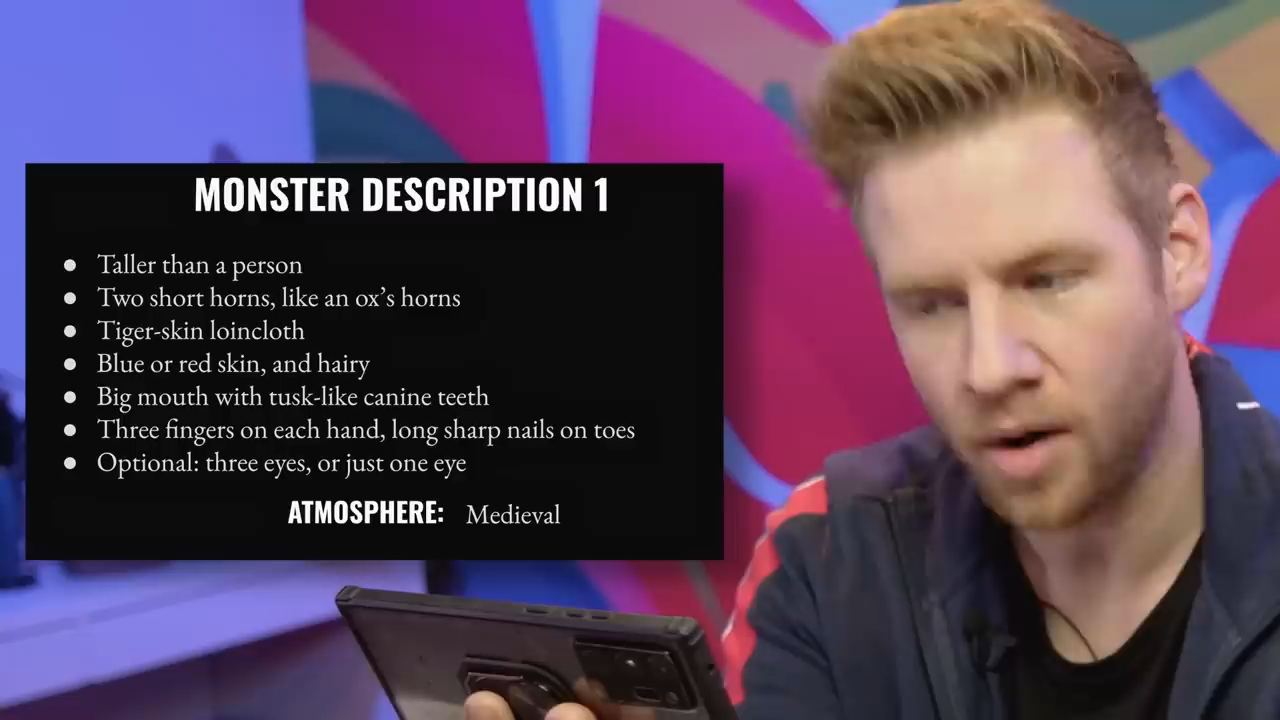 MONSTER DESCRIPTION 1
● Taller than a person
● Two short horns, like an ox’s horns
● Tiger-skin loincloth
● Blue or red skin, and hairy
● Big mouth with tusk-like canine teeth
● Three fingers on each hand, long sharp nails on toes
● Optional: three eyes, or just one eye
ATMOSPHERE: Medieval